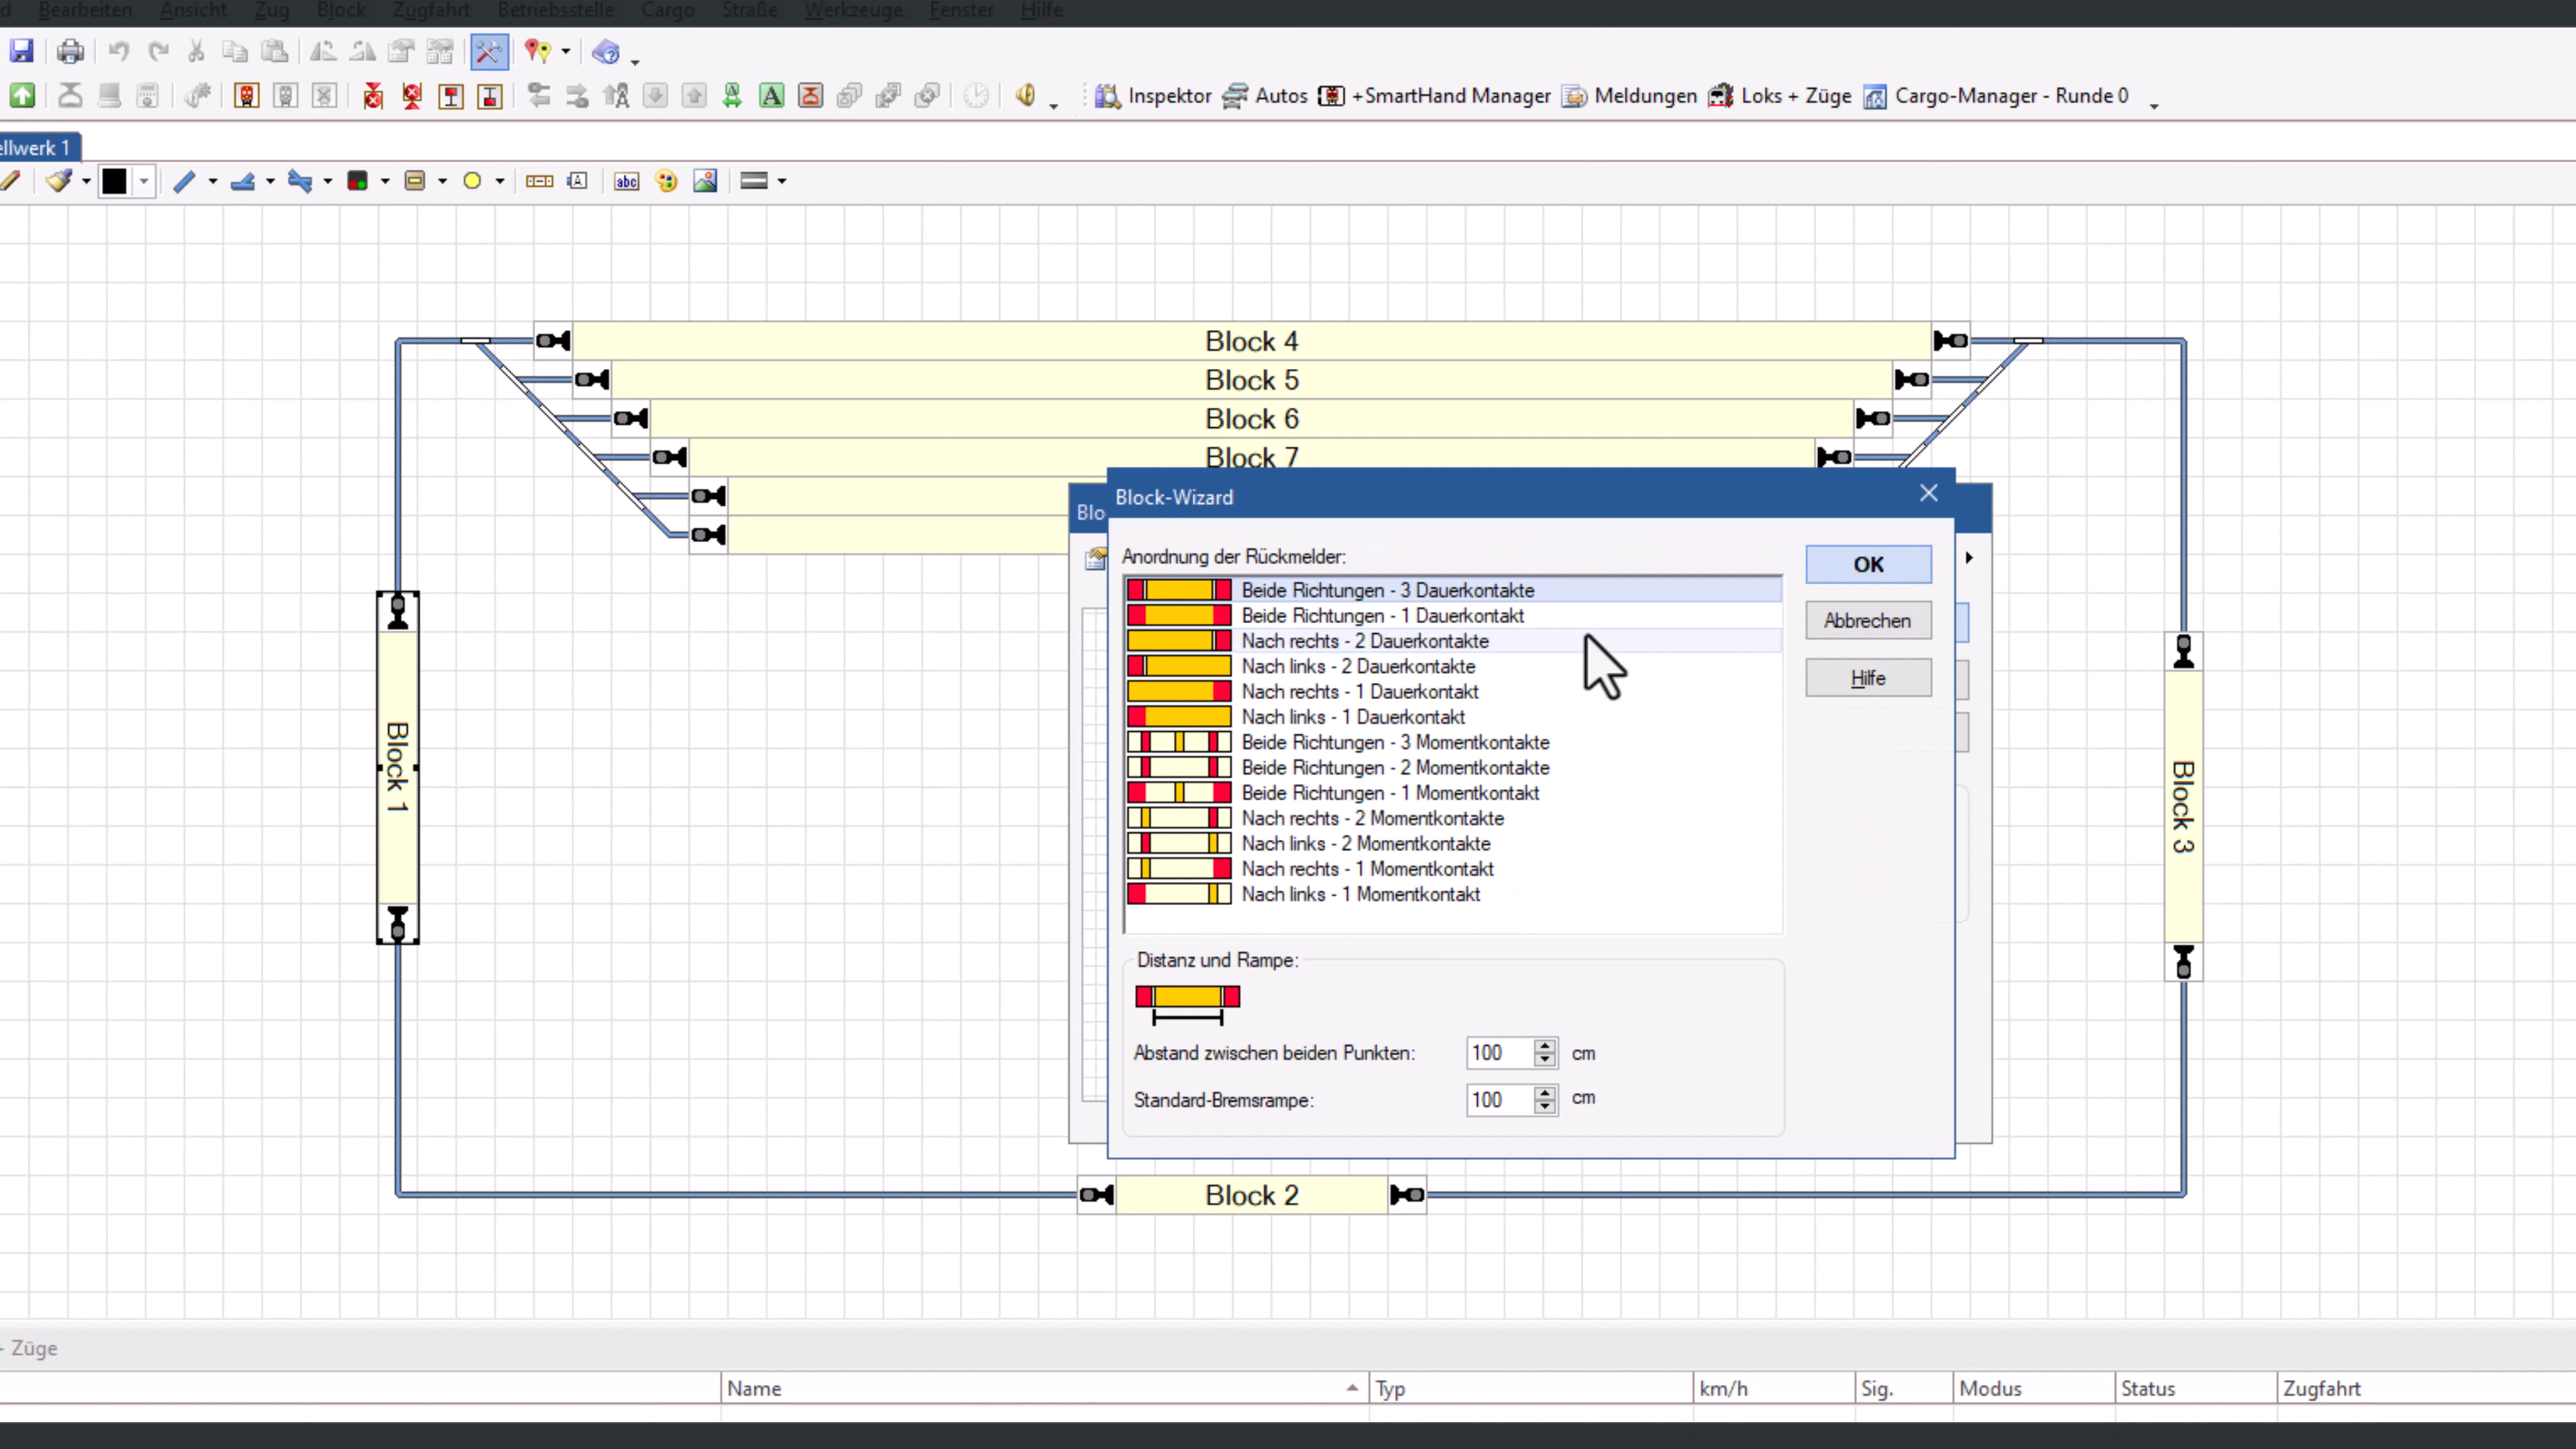 d Bearbeiten Ansicht Zug Block Zugfahrt Betriebsstelle Cargo Straße Werkzeuge Fenster Hilfe
Inspektor Autos +SmartHand Manager Meldungen Loks + Züge Cargo-Manager - Runde 0
ellwerk 1
abc
Block 4
Block 5
Block 6
Block 7
Blo
Block-Wizard
Anordnung der Rückmelder:
OK
Beide Richtungen - 3 Dauerkontakte
Beide Richtungen - 1 Dauerkontakt
Abbrechen
Nach rechts - 2 Dauerkontakte
Nach links - 2 Dauerkontakte
Hilfe
Nach rechts - 1 Dauerkontakt
Nach links - 1 Dauerkontakt
Beide Richtungen - 3 Momentkontakte
Beide Richtungen - 2 Momentkontakte
Beide Richtungen - 1 Momentkontakt
Nach rechts - 2 Momentkontakte
Nach links - 2 Momentkontakte
Nach rechts - 1 Momentkontakt
Nach links - 1 Momentkontakt
Block 1
Block 3
Distanz und Rampe:
Abstand zwischen beiden Punkten: 100 cm
Standard-Bremsrampe: 100 cm
Block 2
+ Züge
Name Typ km/h Sig. Modus Status Zugfahrt